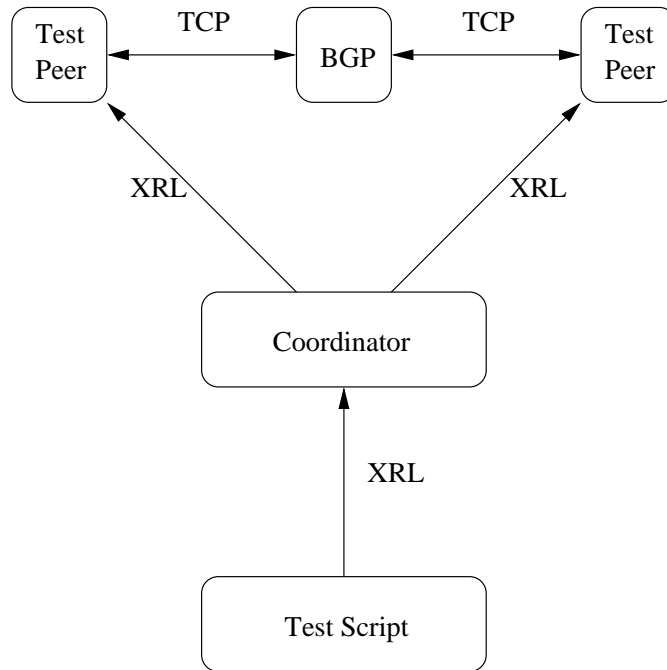 Test
Peer
TCP
BGP
TCP
Test
Peer
XRL
XRL
Coordinator
XRL
Test Script